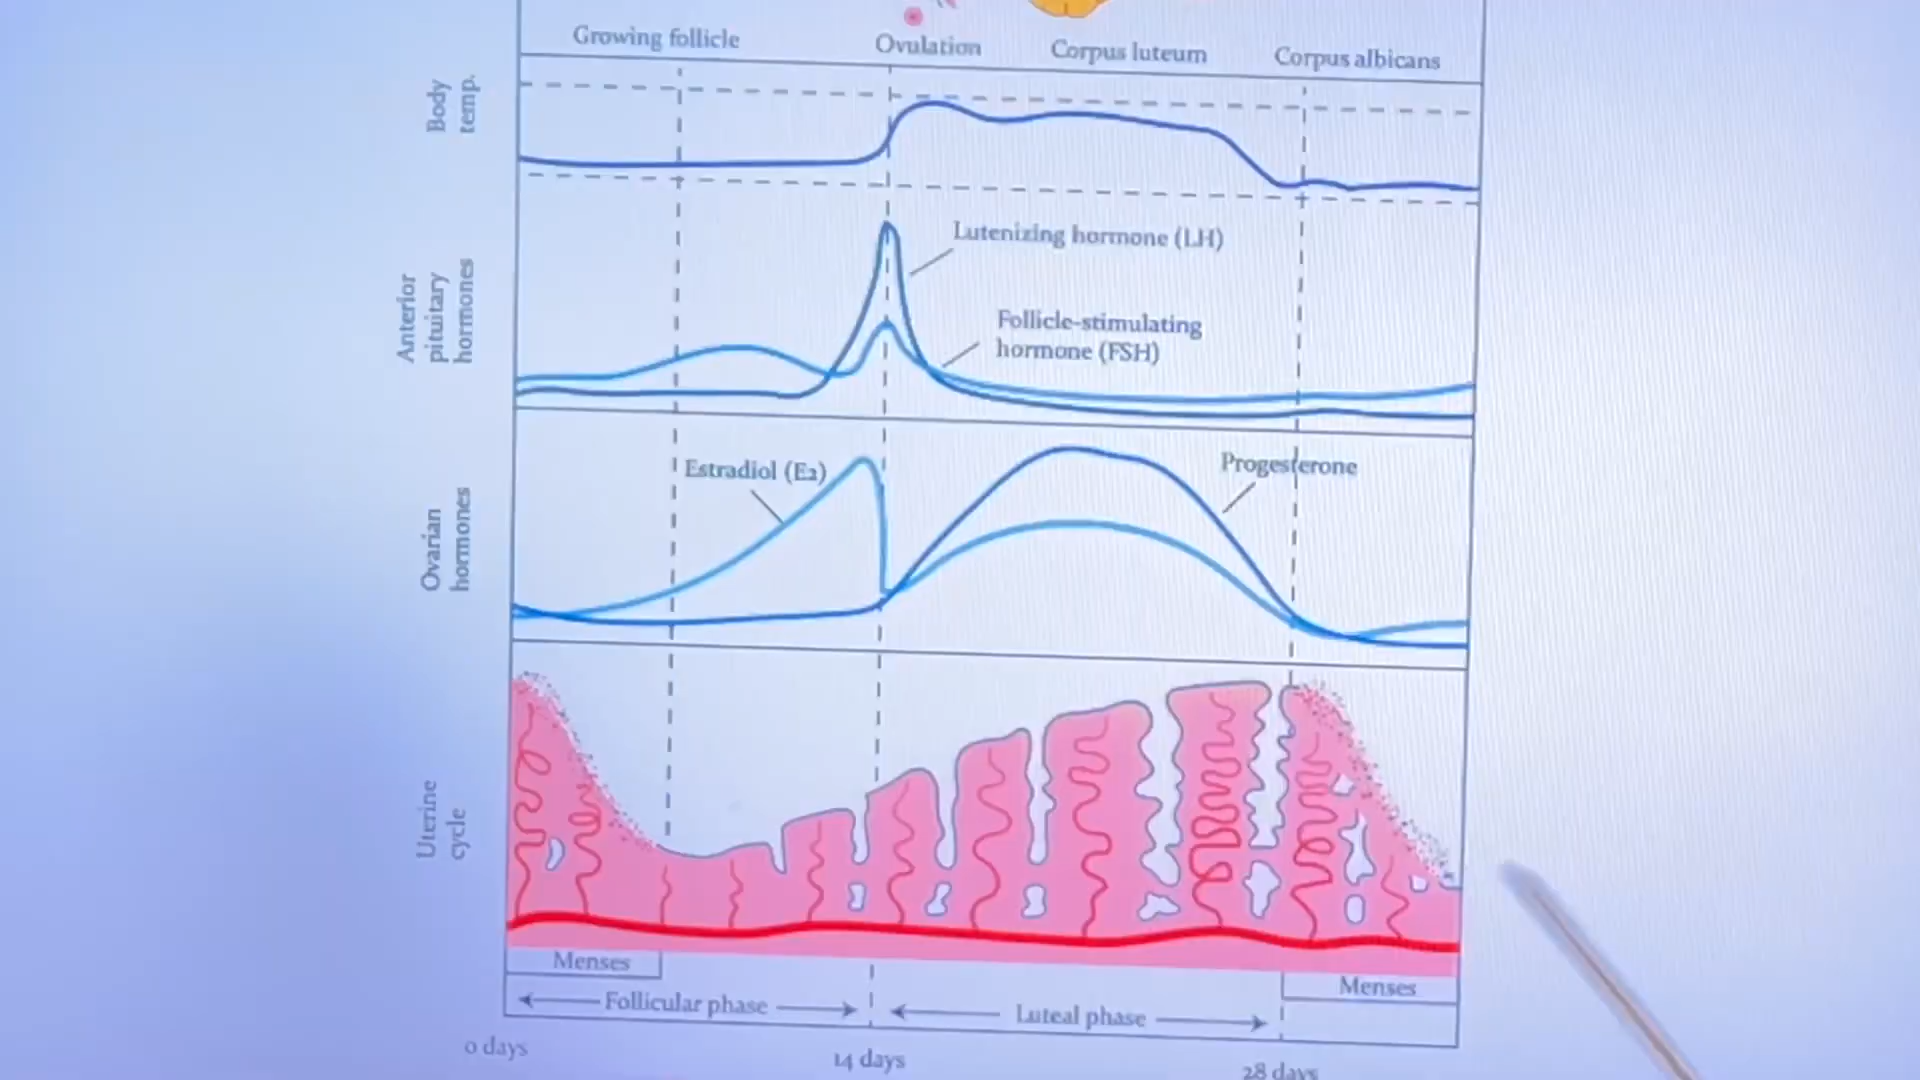 Growing follicle
Ovulation
Corpus luteum
Corpus albicans
Body
temp.
Lutenizing hormone (LH)
Anterior
pituitary
hormones
Follicle-stimulating
hormone (FSH)
Estradiol (E2)
Progesterone
Ovarian
hormones
Uterine
cycle
Menses
Menses
Follicular phase
Luteal phase
0 days
14 days
28 days